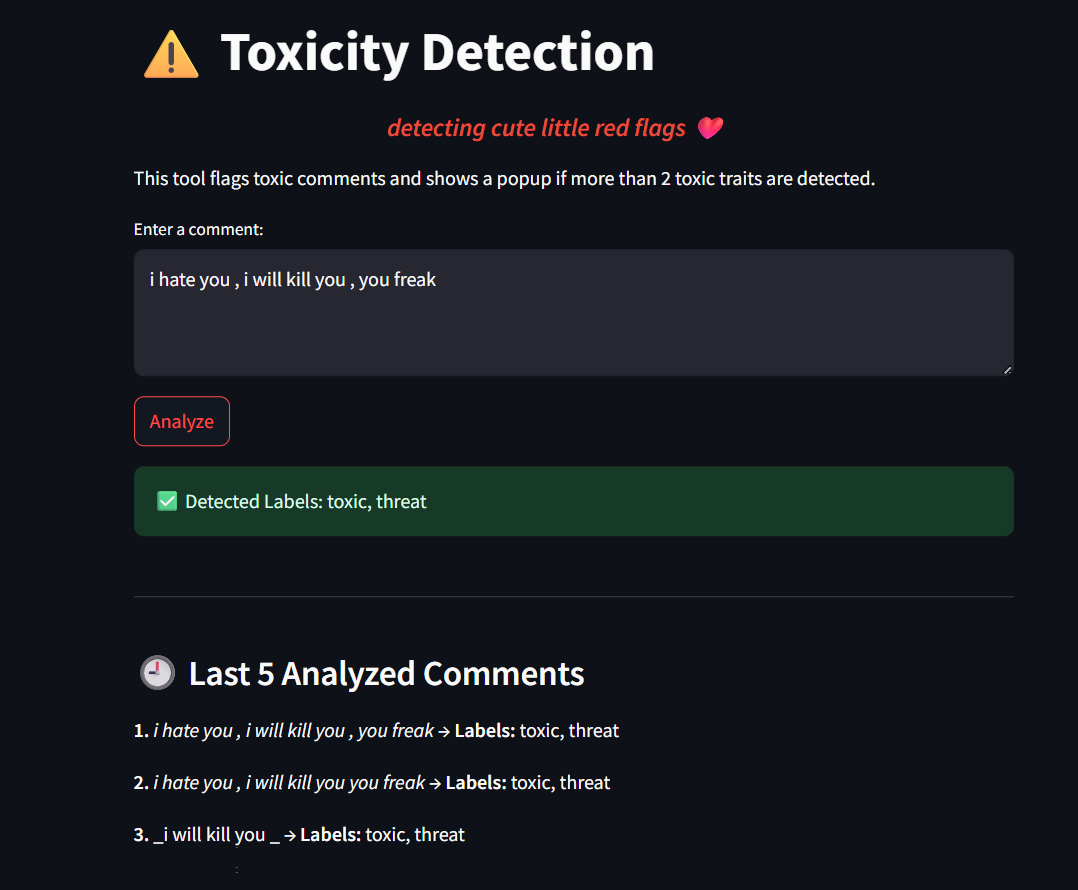 ⚠️ Toxicity Detection
detecting cute little red flags 💖
This tool flags toxic comments and shows a popup if more than 2 toxic traits are detected.
Enter a comment:
i hate you , i will kill you , you freak
Analyze
✅ Detected Labels: toxic, threat
🕘 Last 5 Analyzed Comments
1. i hate you , i will kill you , you freak → Labels: toxic, threat
2. i hate you , i will kill you you freak → Labels: toxic, threat
3. _i will kill you _ → Labels: toxic, threat